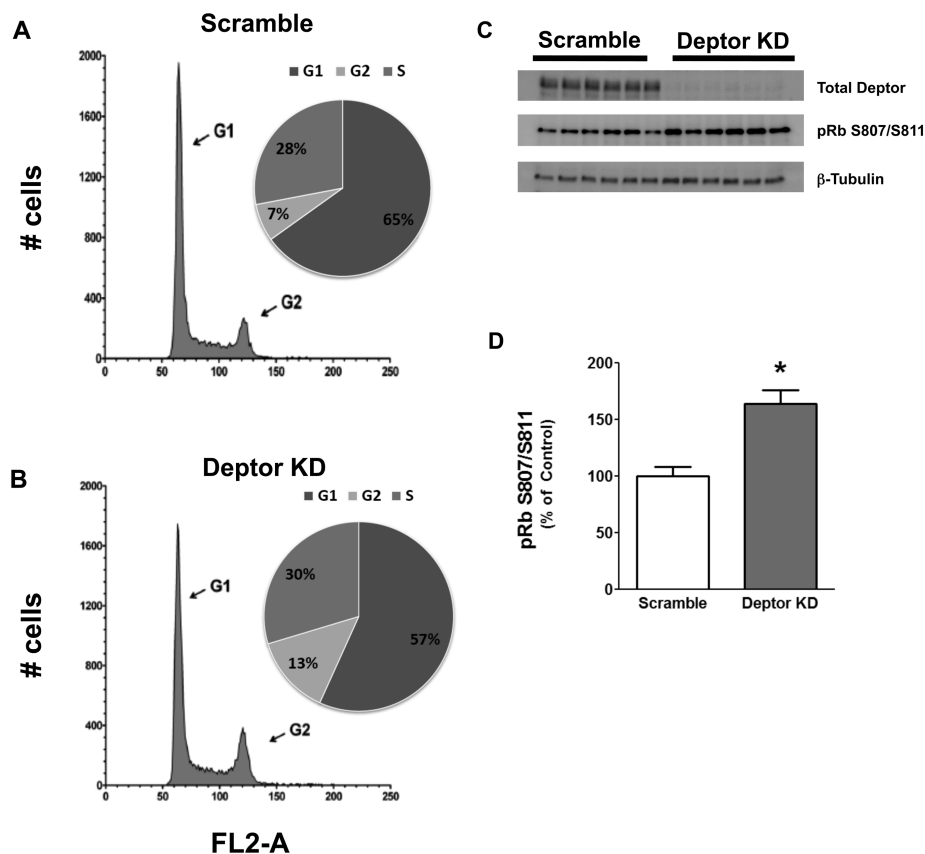 A
Scramble
# cells
2000
1600
1200
800
400
0
0 50 100 150 200 250
G1
G2
G1 G2 S
28%
7%
65%
B
Deptor KD
# cells
2000
1600
1200
800
400
0
0 50 100 150 200 250
G1
G2
G1 G2 S
30%
13%
57%
FL2-A
C
Scramble Deptor KD
Total Deptor
pRb S807/S811
β-Tubulin
D
pRb S807/S811
(% of Control)
200
150
100
50
0
*
Scramble Deptor KD